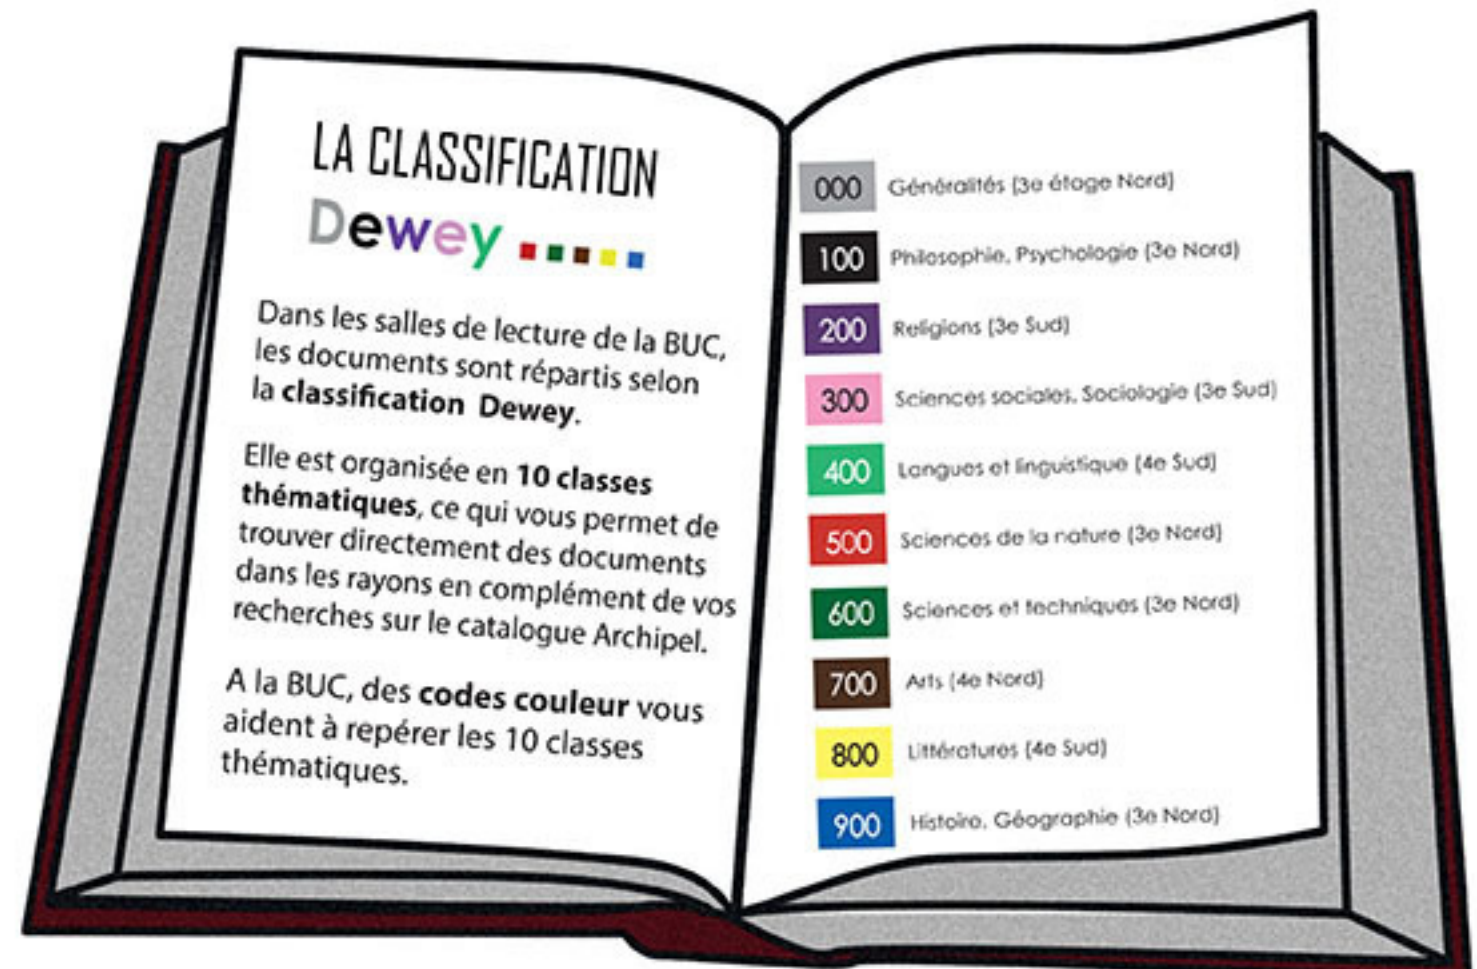 LA CLASSIFICATION
Dewey
Dans les salles de lecture de la BUC,
les documents sont répartis selon
la classification Dewey.
Elle est organisée en 10 classes
thématiques, ce qui vous permet de
trouver directement des documents
dans les rayons en complément de vos
recherches sur le catalogue Archipel.
A la BUC, des codes couleur vous
aident à repérer les 10 classes
thématiques.
000 Généralités (3e étage Nord)
100 Philosophie, Psychologie (3e Nord)
200 Religions (3e Sud)
300 Sciences sociales, Sociologie (3e Sud)
400 Langues et linguistique (4e Sud)
500 Sciences de la nature (3e Nord)
600 Sciences et techniques (3e Nord)
700 Arts (4e Nord)
800 Littératures (4e Sud)
900 Histoire, Géographie (3e Nord)